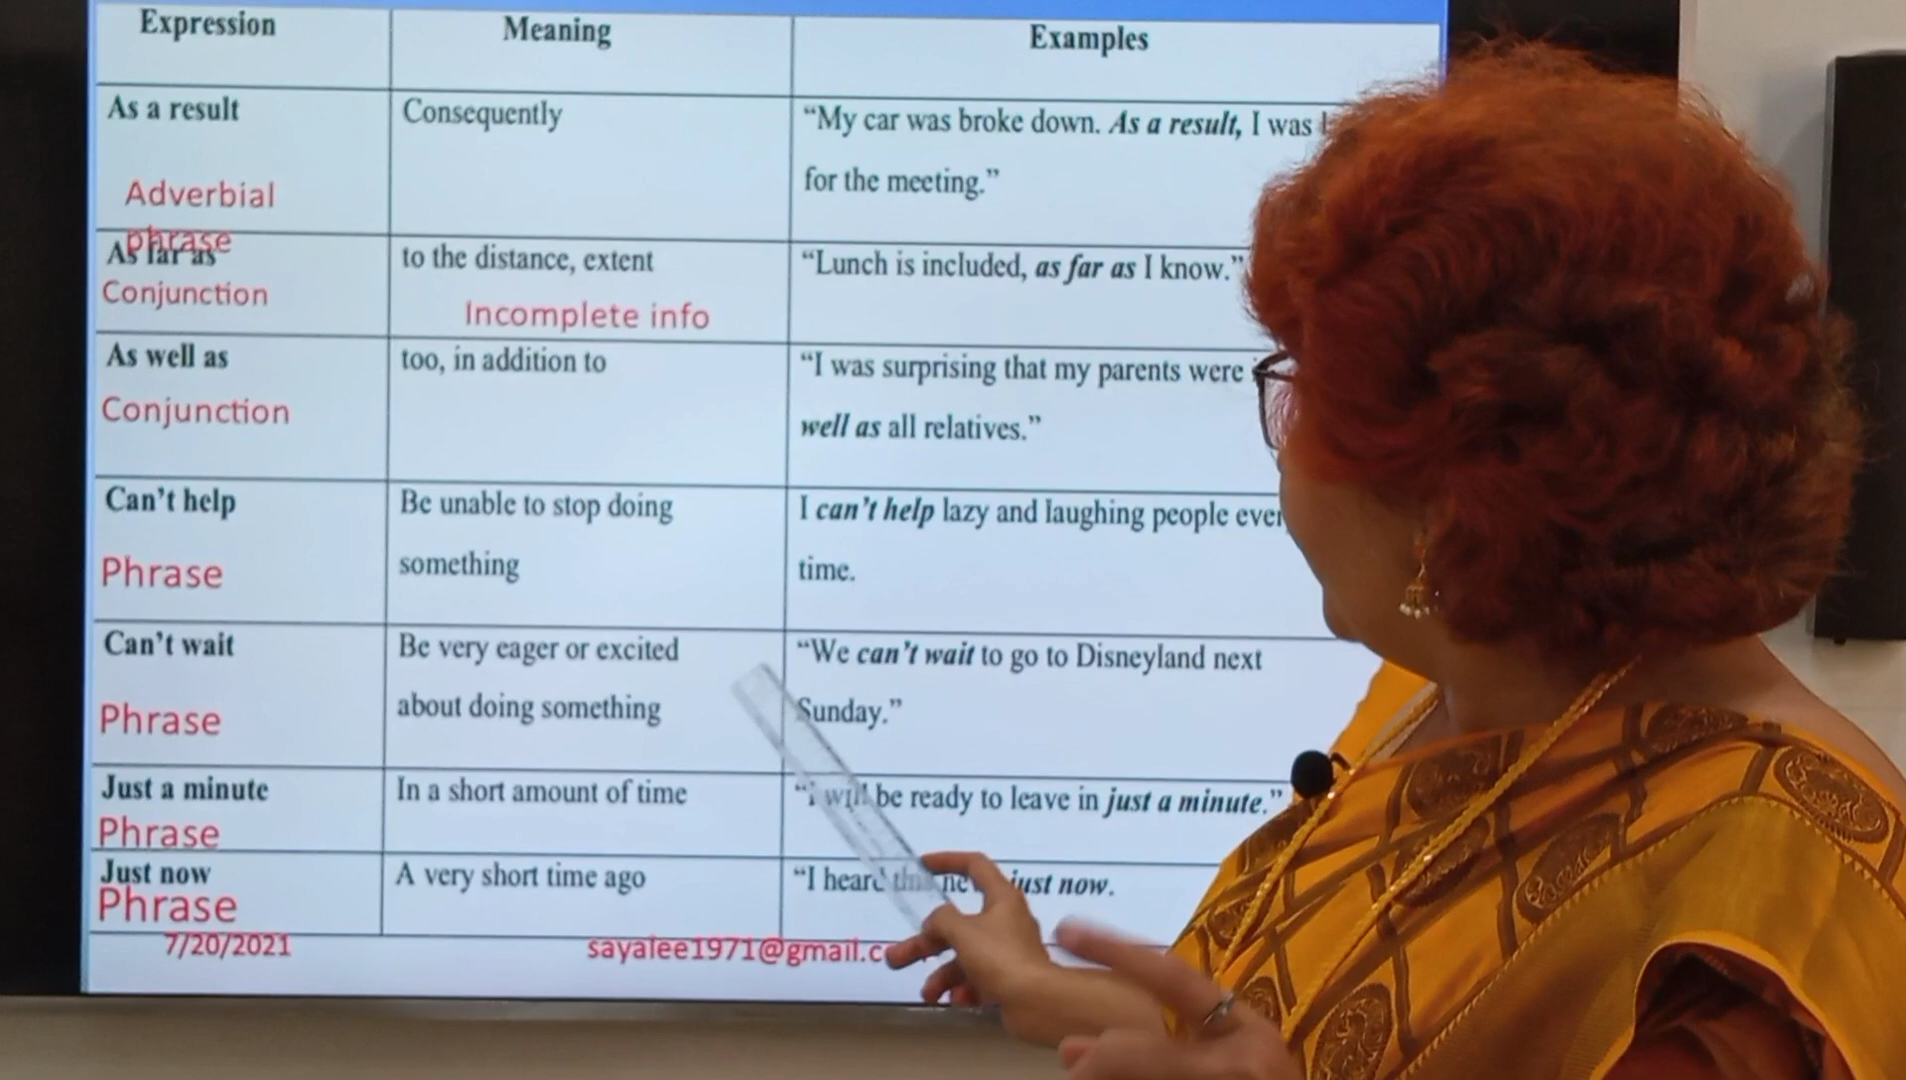 Expression Meaning Examples
As a result Consequently “My car was broke down. As a result, I was
for the meeting.”
Adverbial
phrase
As far as to the distance, extent “Lunch is included, as far as I know.”
Conjunction Incomplete info
As well as too, in addition to “I was surprising that my parents were
Conjunction well as all relatives.”
Can’t help Be unable to stop doing I can’t help lazy and laughing people
Phrase something time.
Can’t wait Be very eager or excited “We can’t wait to go to Disneyland next
Phrase about doing something Sunday.”
Just a minute In a short amount of time “i will be ready to leave in just a minute.”
Phrase
Just now A very short time ago “I heard just now.
Phrase
7/20/2021 sayalee1971@gmail.c